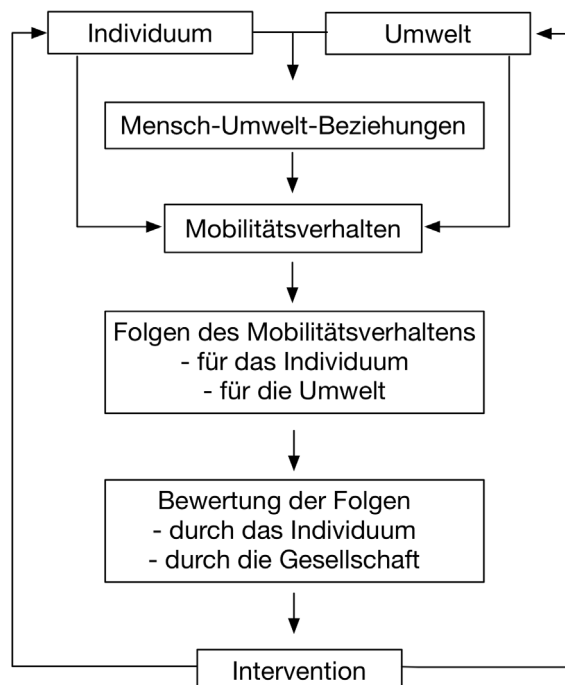 Individuum
Umwelt
Mensch-Umwelt-Beziehungen
Mobilitätsverhalten
Folgen des Mobilitätsverhaltens
- für das Individuum
- für die Umwelt
Bewertung der Folgen
- durch das Individuum
- durch die Gesellschaft
Intervention